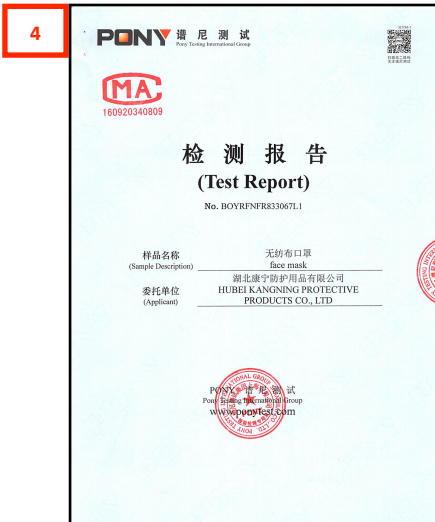 4
PONY 谱尼测试
Pony Testing International Group
MA
160920340809
检 测 报 告
(Test Report)
No. BOYRFNFR833067L1
样品名称
(Sample Description)
无纺布口罩
face mask
委托单位
(Applicant)
湖北康宁防护用品有限公司
HUBEI KANGNING PROTECTIVE
PRODUCTS CO., LTD
PONY 谱尼测试
Pony Testing International Group
www.ponytest.com